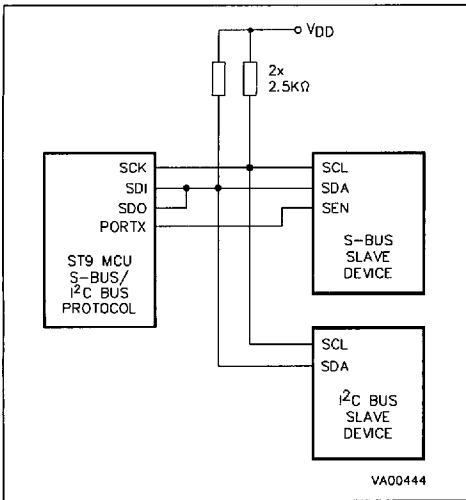 VDD
2x
2.5KΩ
SCK
SDI
SDO
PORTX
ST9 MCU
S-BUS/
I²C BUS
PROTOCOL
SCL
SDA
SEN
S-BUS
SLAVE
DEVICE
SCL
SDA
I²C BUS
SLAVE
DEVICE
VA00444